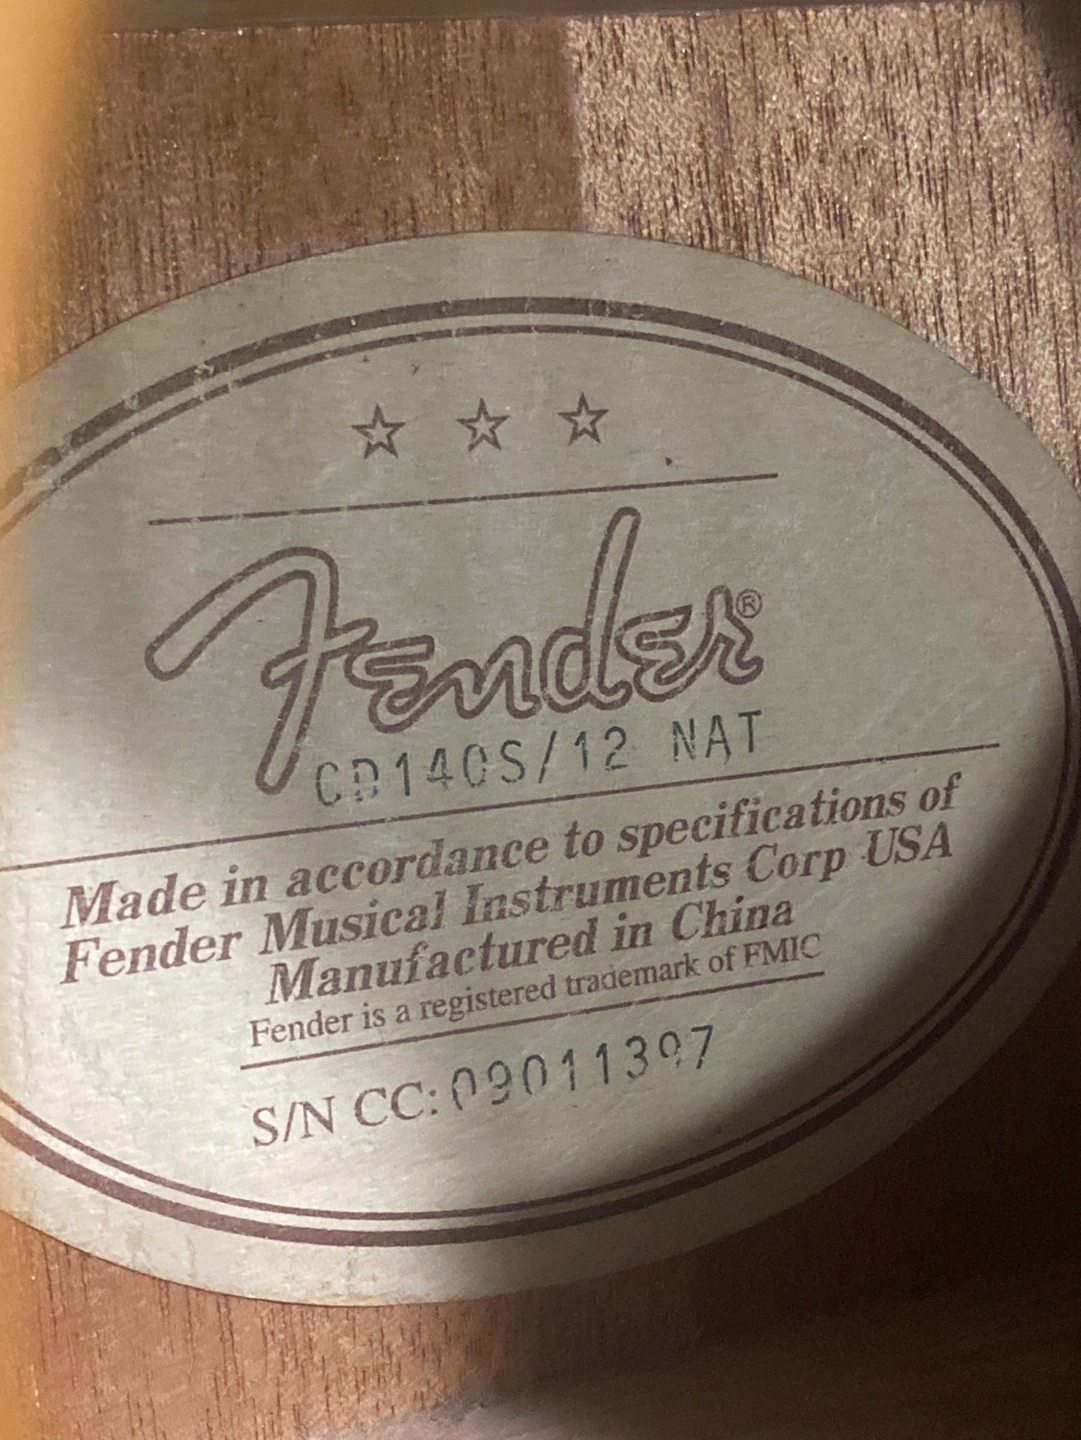 Fender®
CD140S/12 NAT
Made in accordance to specifications of
Fender Musical Instruments Corp USA
Manufactured in China
Fender is a registered trademark of FMIC
S/N CC: 09011397